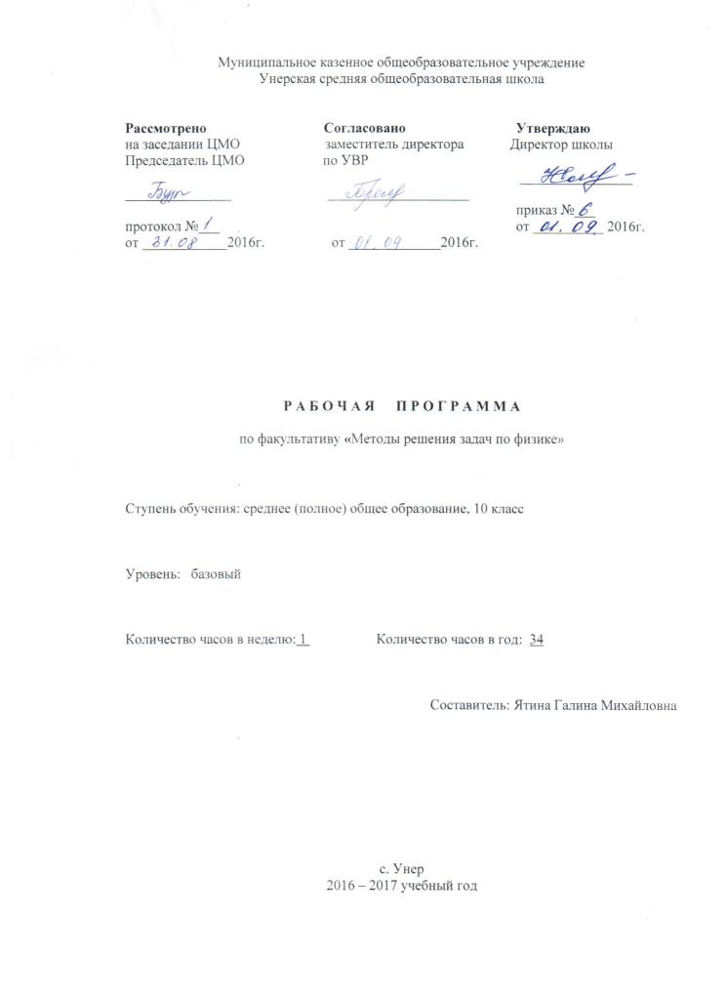 Муниципальное казенное общеобразовательное учреждение
Унерская средняя общеобразовательная школа
Рассмотрено Согласовано Утверждаю
на заседании ЦМО заместитель директора Директор школы
Председатель ЦМО по УВР
приказ № 6
протокол № 1 от 01.09. 2016г.
от 31.08 2016г. от 01.09 2016г.
Р А Б О Ч А Я П Р О Г Р А М М А
по факультативу «Методы решения задач по физике»
Ступень обучения: среднее (полное) общее образование, 10 класс
Уровень: базовый
Количество часов в неделю: 1 Количество часов в год: 34
Составитель: Ятина Галина Михайловна
с. Унер
2016 – 2017 учебный год